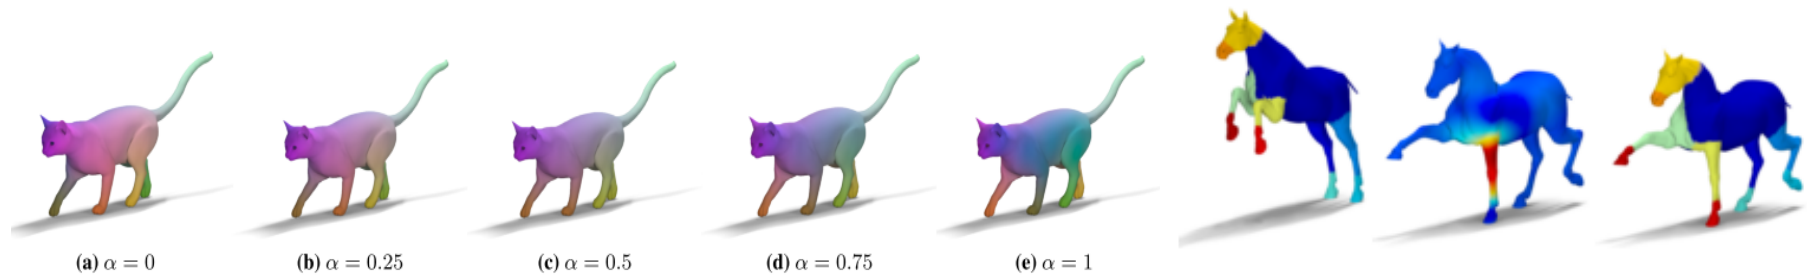 (a) α = 0
(b) α = 0.25
(c) α = 0.5
(d) α = 0.75
(e) α = 1